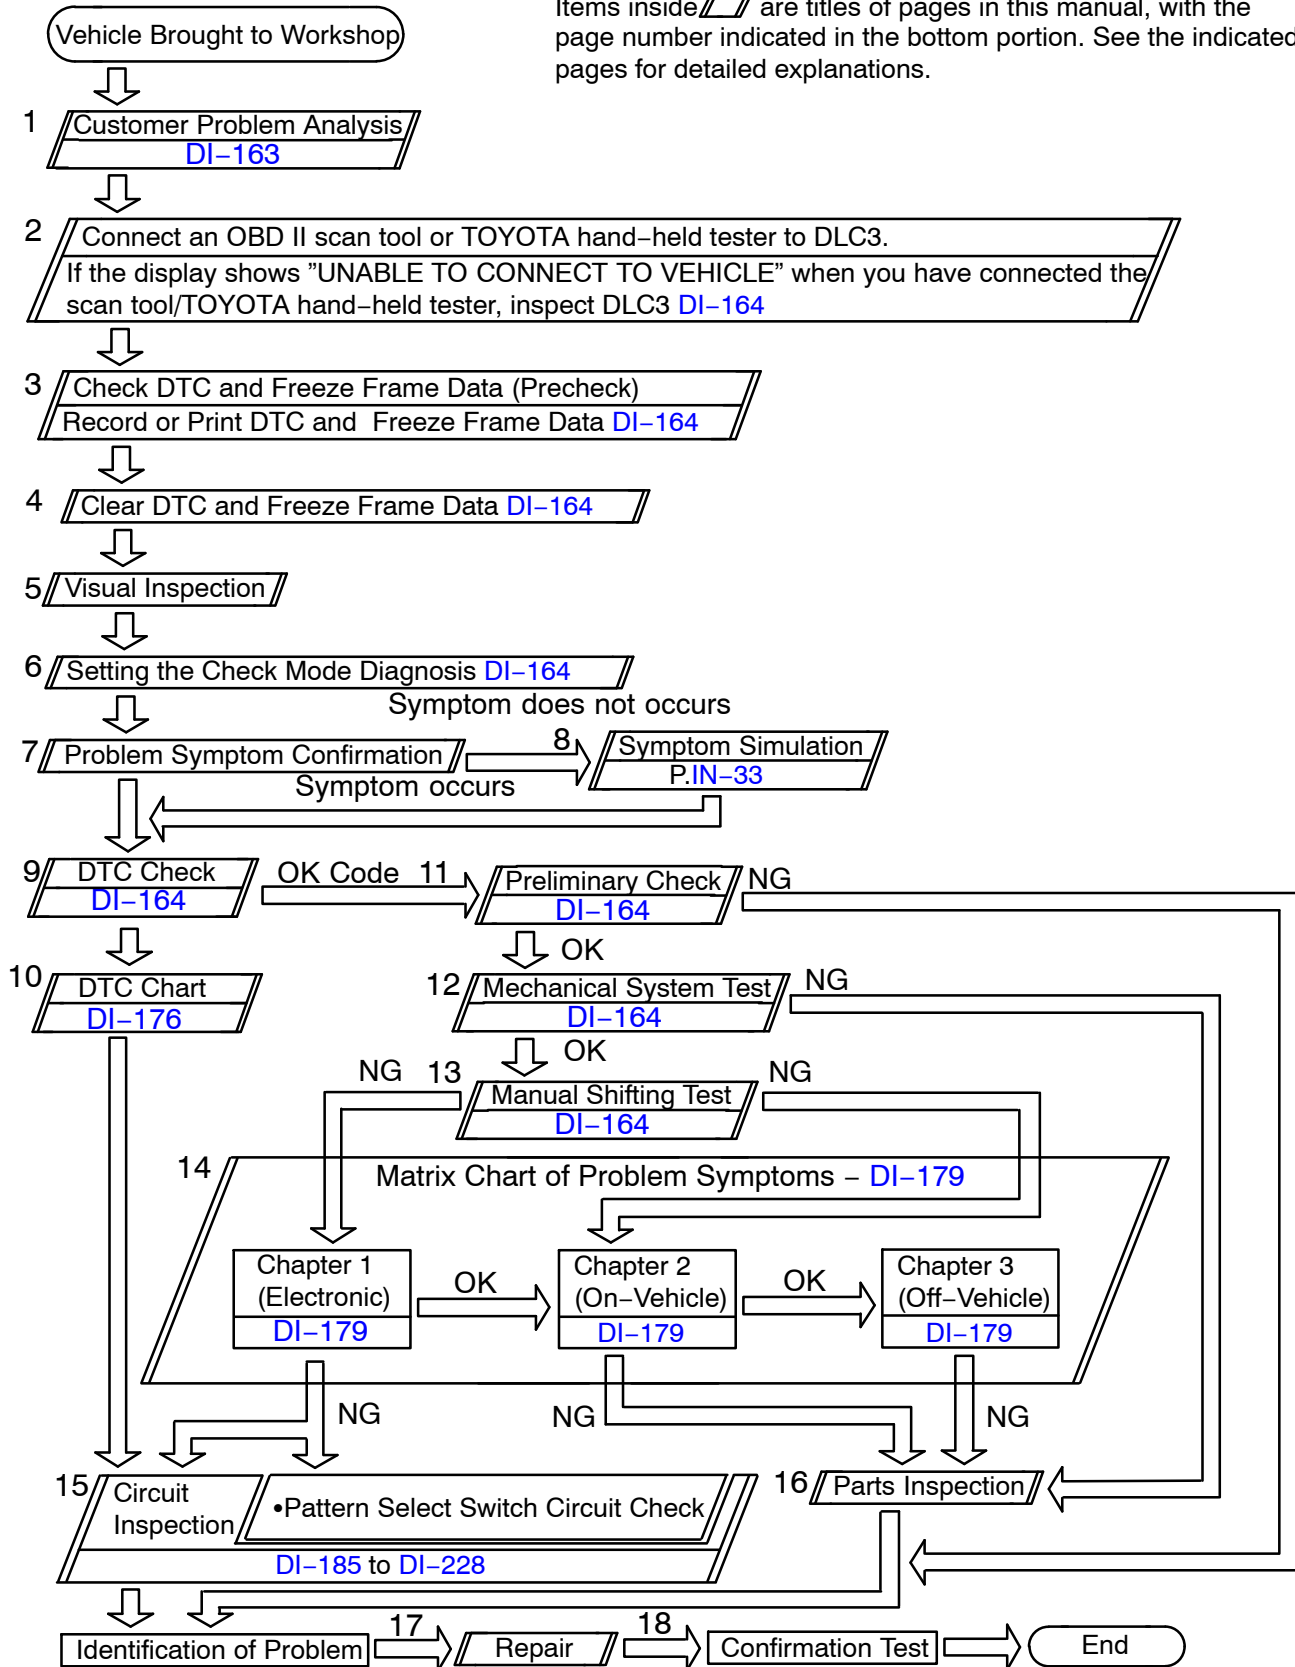 Vehicle Brought to Workshop
Items inside are titles of pages in this manual, with the
page number indicated in the bottom portion. See the indicated
pages for detailed explanations.
1
Customer Problem Analysis
DI–163
2
Connect an OBD II scan tool or TOYOTA hand–held tester to DLC3.
If the display shows ”UNABLE TO CONNECT TO VEHICLE” when you have connected the
scan tool/TOYOTA hand–held tester, inspect DLC3 DI–164
3
Check DTC and Freeze Frame Data (Precheck)
Record or Print DTC and Freeze Frame Data DI–164
4
Clear DTC and Freeze Frame Data DI–164
5
Visual Inspection
6
Setting the Check Mode Diagnosis DI–164
Symptom does not occurs
7
Problem Symptom Confirmation
8
Symptom Simulation
P.IN–33
Symptom occurs
9
DTC Check
DI–164
OK Code
11
Preliminary Check
DI–164
NG
OK
10
DTC Chart
DI–176
12
Mechanical System Test
DI–164
NG
OK
NG
13
Manual Shifting Test
DI–164
NG
14
Matrix Chart of Problem Symptoms – DI–179
Chapter 1
(Electronic)
DI–179
OK
Chapter 2
(On–Vehicle)
DI–179
OK
Chapter 3
(Off–Vehicle)
DI–179
NG
NG
NG
15
Circuit
Inspection
•Pattern Select Switch Circuit Check
DI–185 to DI–228
16
Parts Inspection
Identification of Problem
17
Repair
18
Confirmation Test
End